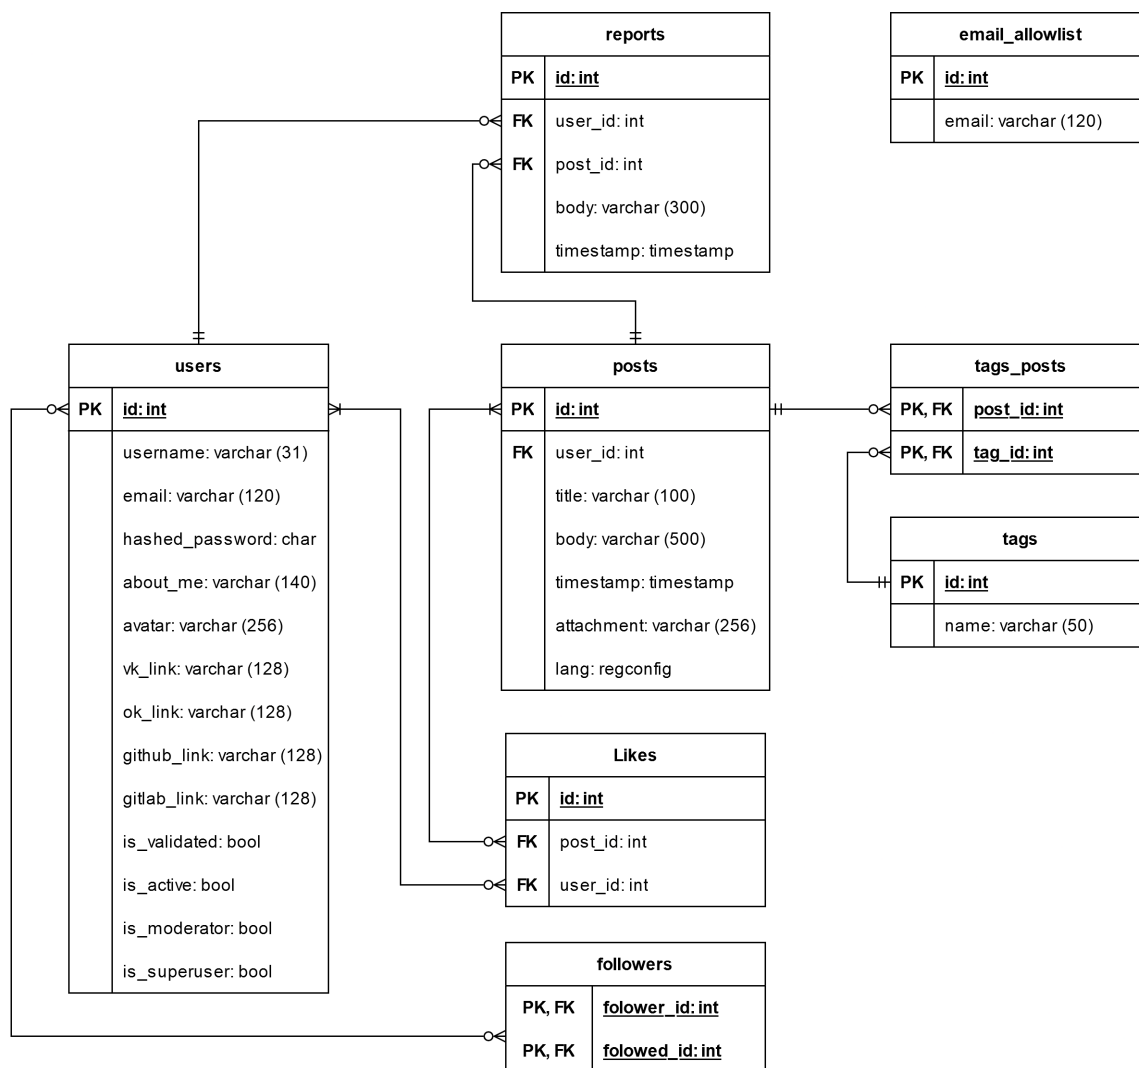 reports
PK id: int
FK user_id: int
FK post_id: int
body: varchar (300)
timestamp: timestamp
email_allowlist
PK id: int
email: varchar (120)
users
PK id: int
username: varchar (31)
email: varchar (120)
hashed_password: char
about_me: varchar (140)
avatar: varchar (256)
vk_link: varchar (128)
ok_link: varchar (128)
github_link: varchar (128)
gitlab_link: varchar (128)
is_validated: bool
is_active: bool
is_moderator: bool
is_superuser: bool
posts
PK id: int
FK user_id: int
title: varchar (100)
body: varchar (500)
timestamp: timestamp
attachment: varchar (256)
lang: regconfig
tags_posts
PK, FK post_id: int
PK, FK tag_id: int
tags
PK id: int
name: varchar (50)
Likes
PK id: int
FK post_id: int
FK user_id: int
followers
PK, FK folower_id: int
PK, FK folowed_id: int